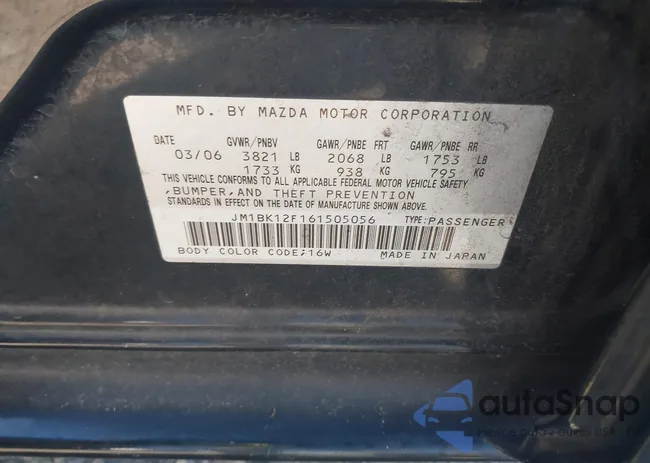 MFD. BY MAZDA MOTOR CORPORATION
DATE GVWR/PNBV GAWR/PNBE FRT GAWR/PNBE RR
03/06 3821 LB 2068 LB 1753 LB
1733 KG 938 KG 795 KG
THIS VEHICLE CONFORMS TO ALL APPLICABLE FEDERAL MOTOR VEHICLE SAFETY
,BUMPER,AND THEFT PREVENTION
STANDARDS IN EFFECT ON THE DATE OF MANUFACTURE SHOWN ABOVE.
JM1BK12F161505056 TYPE:PASSENGER
BODY COLOR CODE:16W MADE IN JAPAN
autoSnap